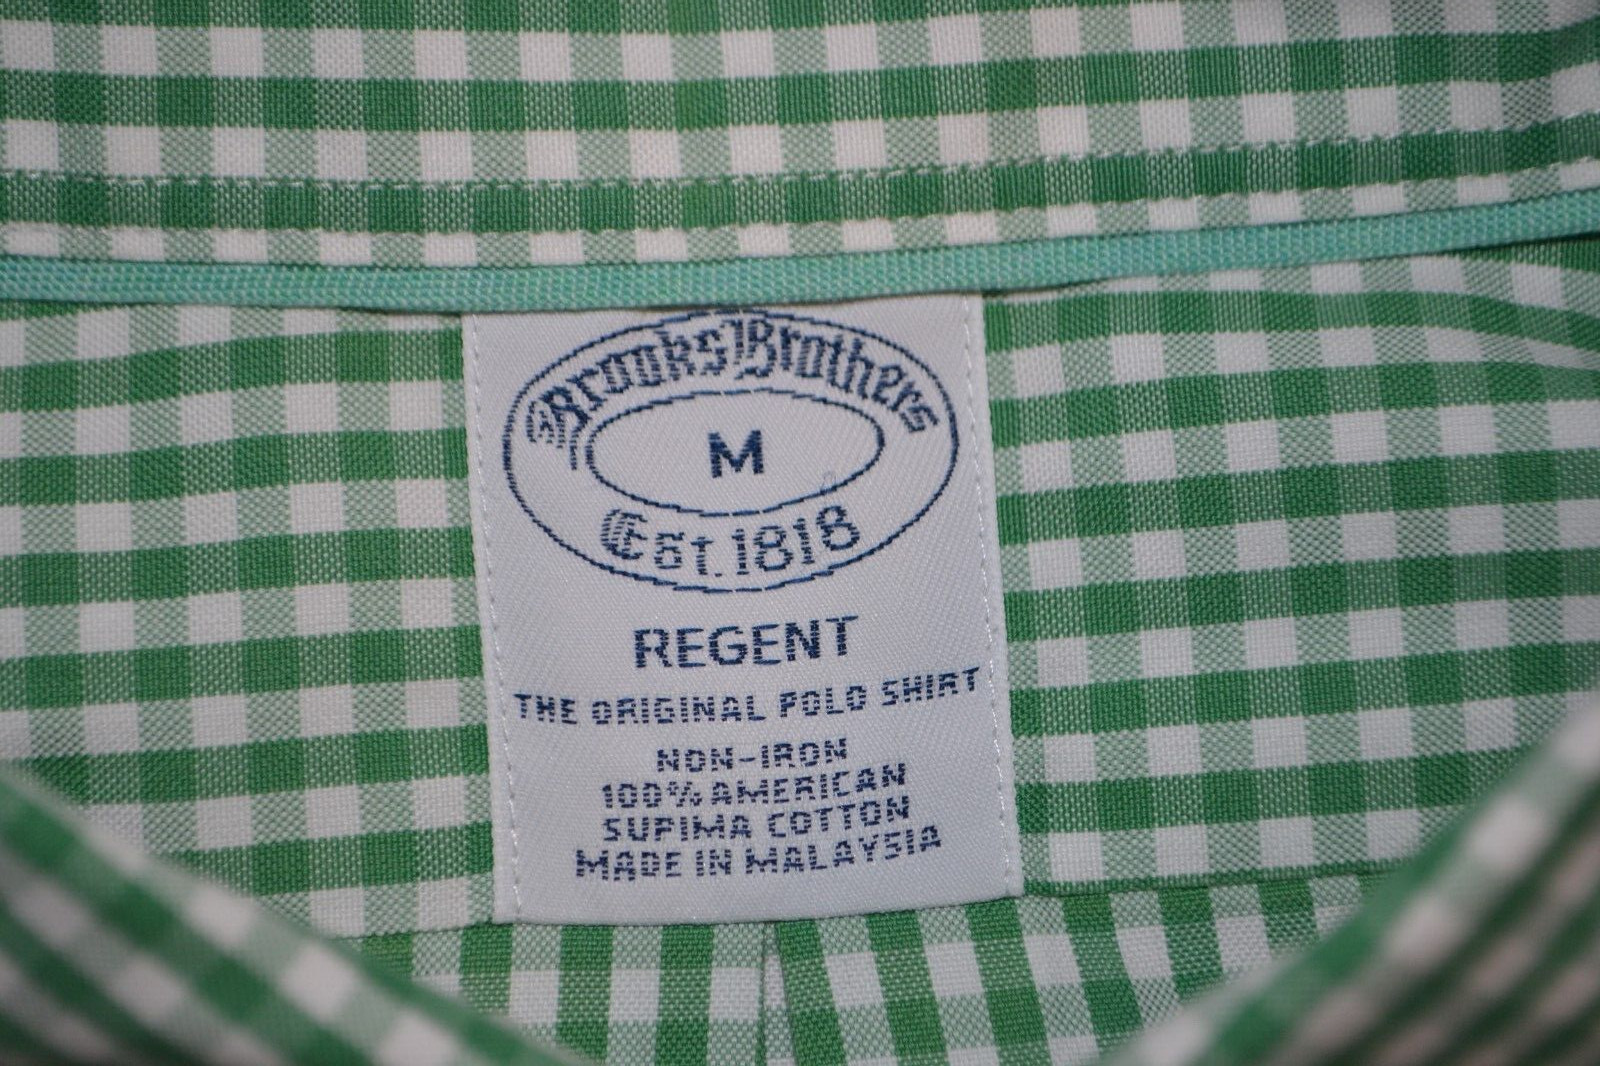 Brooks Brothers
M
Est. 1818
REGENT
THE ORIGINAL POLO SHIRT
NON-IRON
100% AMERICAN
SUPIMA COTTON
MADE IN MALAYSIA